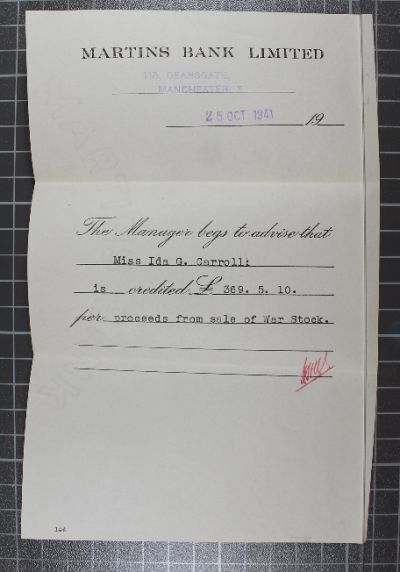 MARTINS BANK LIMITED
113, DEANSGATE,
MANCHESTER, 3
25 OCT 1941 19
The Manager begs to advise that
Miss Ida G. Carroll:
is credited £ 369. 5. 10.
per proceeds from sale of War Stock.